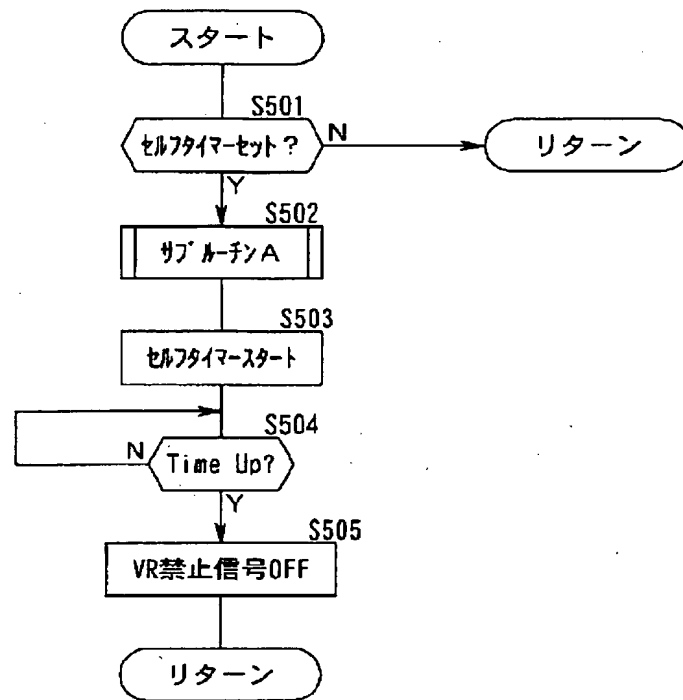 スタート
S501
セルフタイマーセット?
N
リターン
Y
S502
サブルーチンA
S503
セルフタイマースタート
S504
N
Time Up?
Y
S505
VR禁止信号OFF
リターン